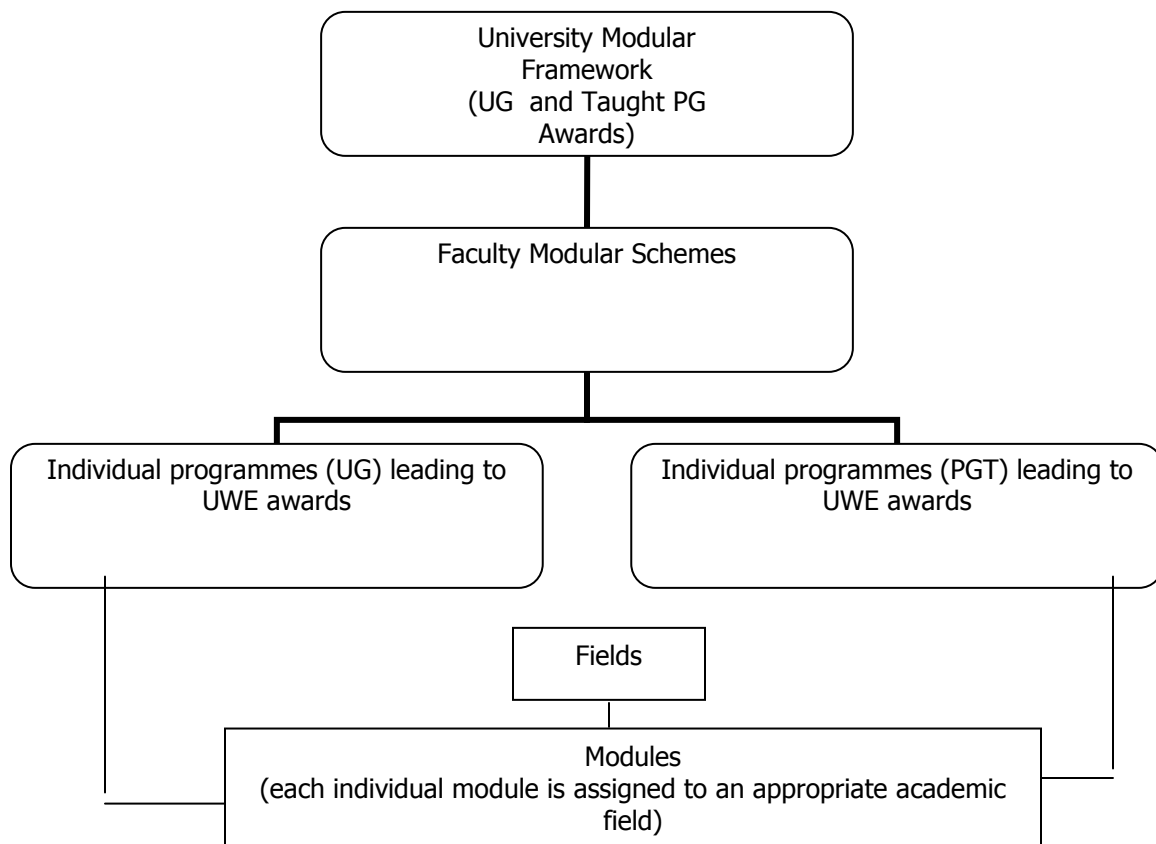 University Modular
Framework
(UG and Taught PG
Awards)
Faculty Modular Schemes
Individual programmes (UG) leading to
UWE awards
Individual programmes (PGT) leading to
UWE awards
Fields
Modules
(each individual module is assigned to an appropriate academic
field)